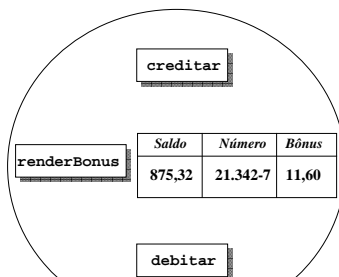 creditar
renderBonus
Saldo Número Bônus
875,32 21.342-7 11,60
debitar